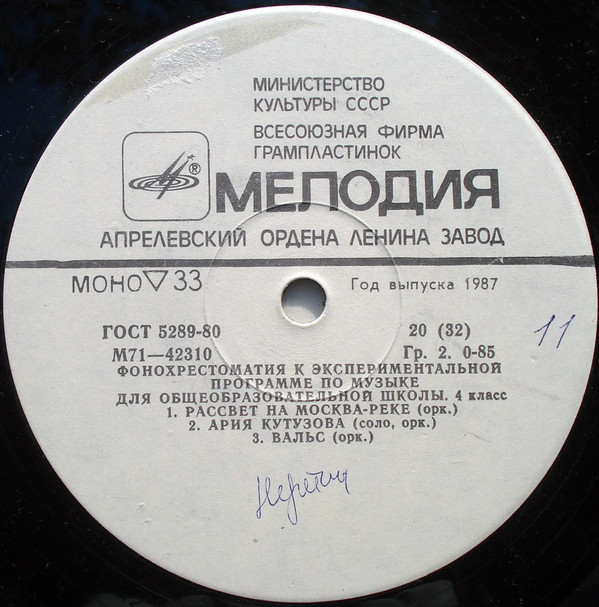 МИНИСТЕРСТВО
КУЛЬТУРЫ СССР
ВСЕСОЮЗНАЯ ФИРМА
ГРАМПЛАСТИНОК
®
МЕЛОДИЯ
АПРЕЛЕВСКИЙ ОРДЕНА ЛЕНИНА ЗАВОД
МОНО ▽ 33 Год выпуска 1987
ГОСТ 5289-80 20 (32) 11
М71—42310 Гр. 2. 0-85
ФОНОХРЕСТОМАТИЯ К ЭКСПЕРИМЕНТАЛЬНОЙ
ПРОГРАММЕ ПО МУЗЫКЕ
ДЛЯ ОБЩЕОБРАЗОВАТЕЛЬНОЙ ШКОЛЫ. 4 класс
1. РАССВЕТ НА МОСКВА-РЕКЕ (орк.)
2. АРИЯ КУТУЗОВА (соло, орк.)
3. ВАЛЬС (орк.)